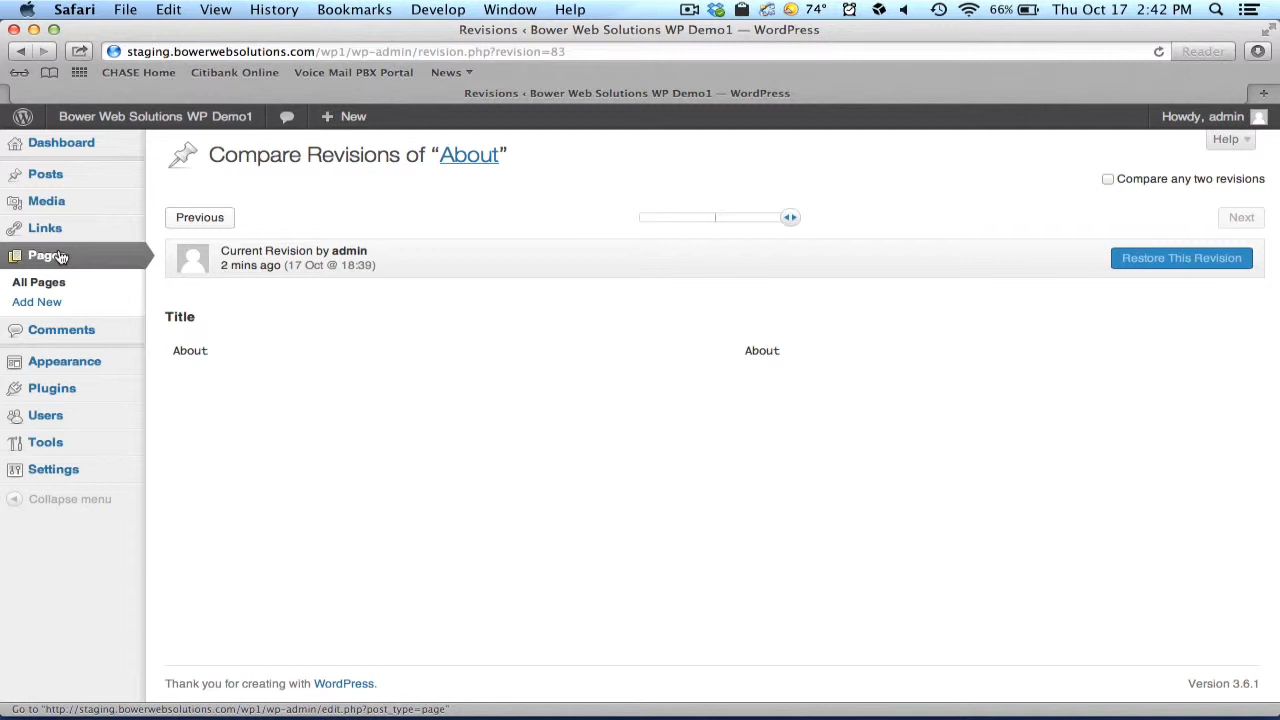 Safari File Edit View History Bookmarks Develop Window Help 74° 66% Thu Oct 17 2:42 PM
Revisions ‹ Bower Web Solutions WP Demo1 — WordPress
staging.bowerwebsolutions.com/wp1/wp-admin/revision.php?revision=83 Reader
CHASE Home Citibank Online Voice Mail PBX Portal News
Revisions ‹ Bower Web Solutions WP Demo1 — WordPress
Bower Web Solutions WP Demo1 + New Howdy, admin
Dashboard
Posts
Media
Links
Pages
All Pages
Add New
Comments
Appearance
Plugins
Users
Tools
Settings
Collapse menu
Help
Compare Revisions of “About”
Compare any two revisions
Previous Next
Current Revision by admin
2 mins ago (17 Oct @ 18:39)
Restore This Revision
Title
About About
Thank you for creating with WordPress. Version 3.6.1
Go to "http://staging.bowerwebsolutions.com/wp1/wp-admin/edit.php?post_type=page"